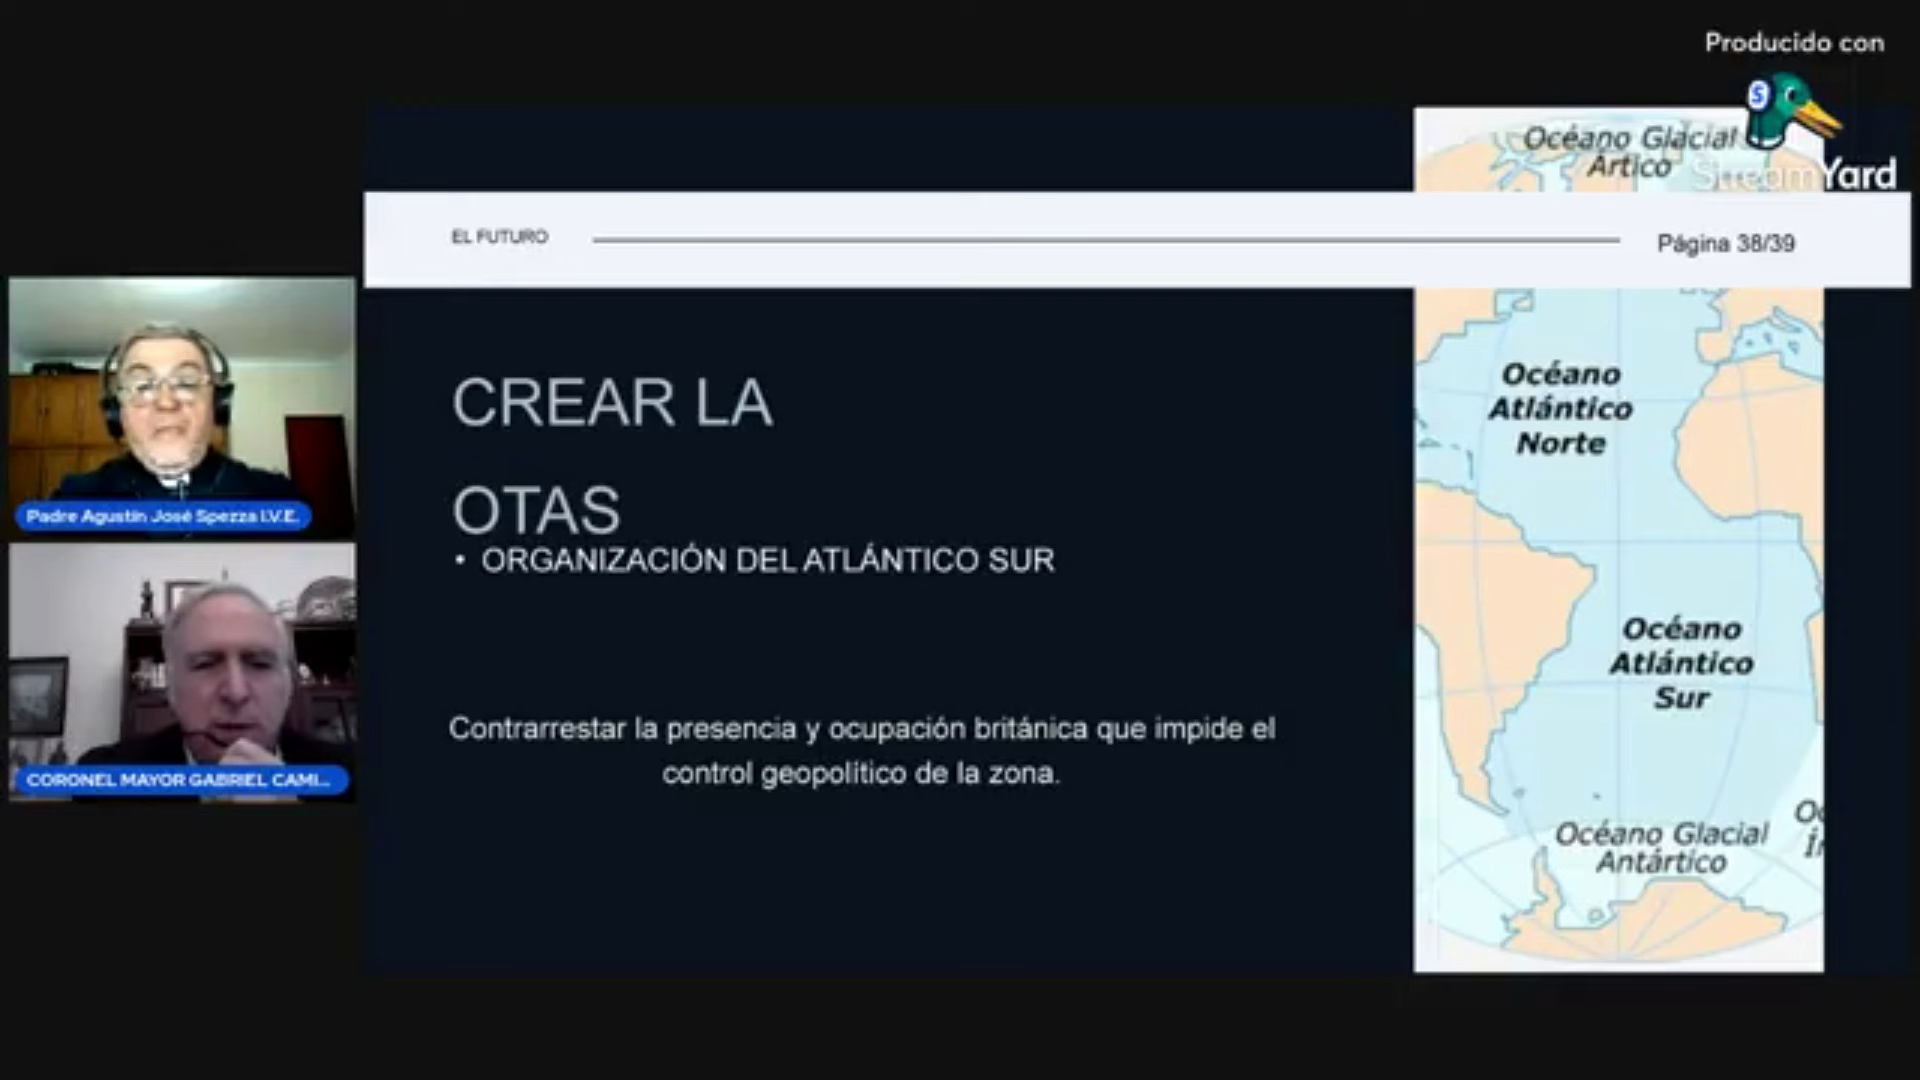 Producido con
StreamYard
EL FUTURO
Página 38/39
CREAR LA
OTAS
• ORGANIZACIÓN DEL ATLÁNTICO SUR
Contrarrestar la presencia y ocupación británica que impide el
control geopolítico de la zona.
Padre Agustín José Spezza I.V.E.
CORONEL MAYOR GABRIEL CAMI...
Océano Glacial
Ártico
Océano
Atlántico
Norte
Océano
Atlántico
Sur
Océano Glacial
Antártico